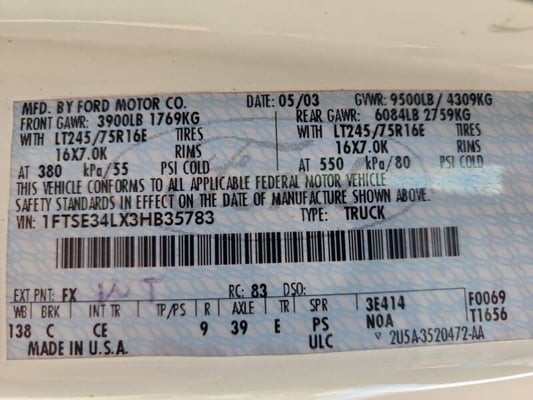 MFD. BY FORD MOTOR CO. DATE: 05/03 GVWR: 9500LB/ 4309KG
FRONT GAWR: 3900LB 1769KG REAR GAWR: 6084LB 2759KG
WITH LT245/75R16E TIRES WITH LT245/75R16E TIRES
16X7.0K RIMS 16X7.0K RIMS
AT 380 kPa/55 PSI COLD AT 550 kPa/80 PSI COLD
THIS VEHICLE CONFORMS TO ALL APPLICABLE FEDERAL MOTOR VEHICLE
SAFETY STANDARDS IN EFFECT ON THE DATE OF MANUFACTURE SHOWN ABOVE.
VIN: 1FTSE34LX3HB35783 TYPE: TRUCK
EXT PNT: FX RC: 83 DSO:
WB BRK INT TR TP/PS R AXLE TR SPR 3E414 F0069
138 C CE 9 39 E PS NOA T1656
ULC ▽ 2U5A-3520472-AA
MADE IN U.S.A.